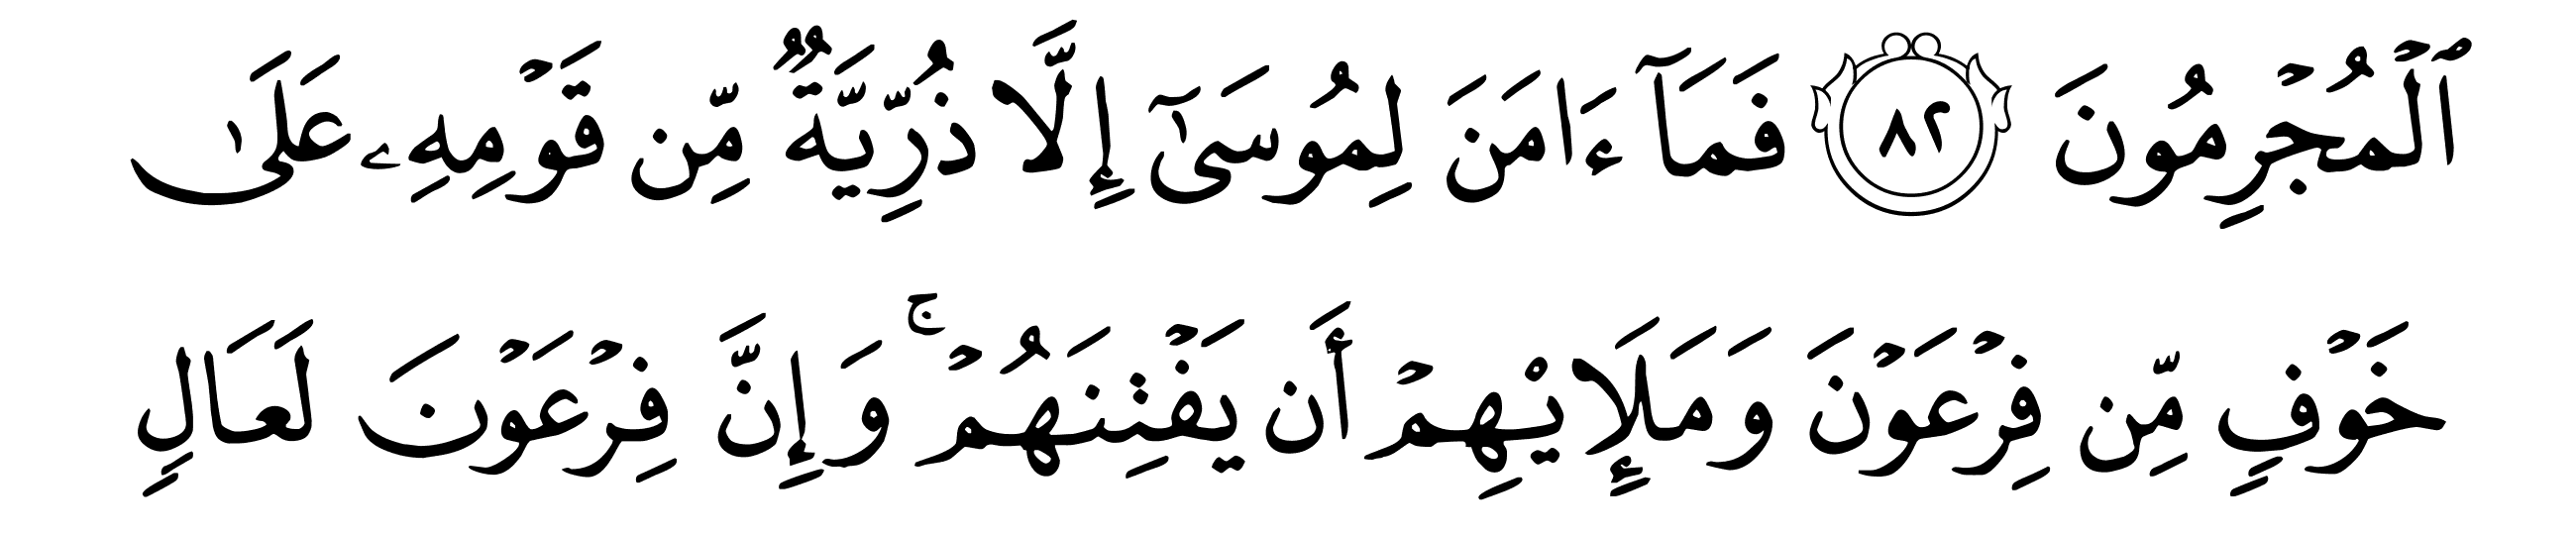 ٱلۡمُجۡرِمُونَ ٨٢ فَمَآ ءَامَنَ لِمُوسَىٰٓ إِلَّا ذُرِّيَّةٌ مِّن قَوۡمِهِۦ عَلَىٰ
خَوۡفٍ مِّن فِرۡعَوۡنَ وَمَلَإِيْهِمۡ أَن يَفۡتِنَهُمۡۚ وَإِنَّ فِرۡعَوۡنَ لَعَالٍ